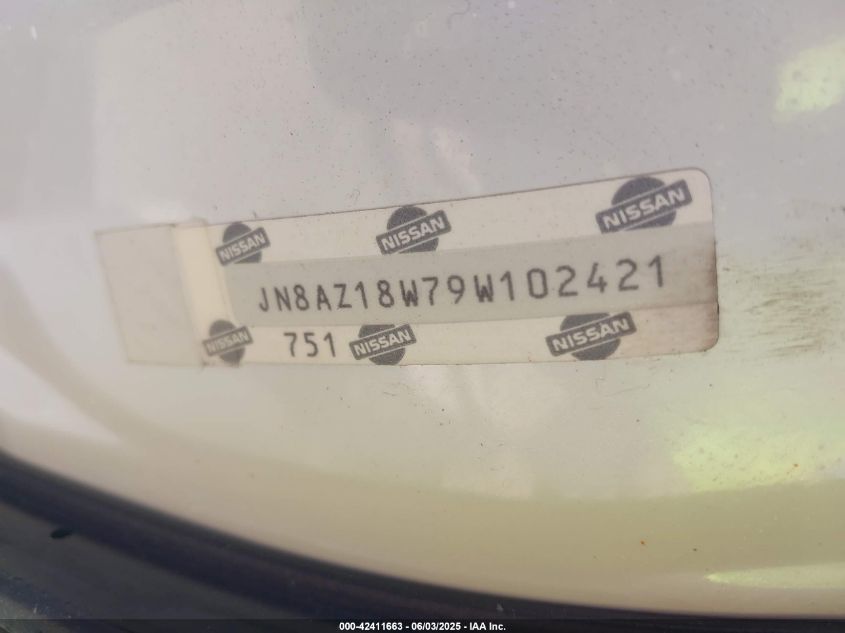 NISSAN NISSAN NISSAN
JN8AZ18W79W102421
NISSAN 751 NISSAN NISSAN
000-42411663 - 06/03/2025 - IAA Inc.